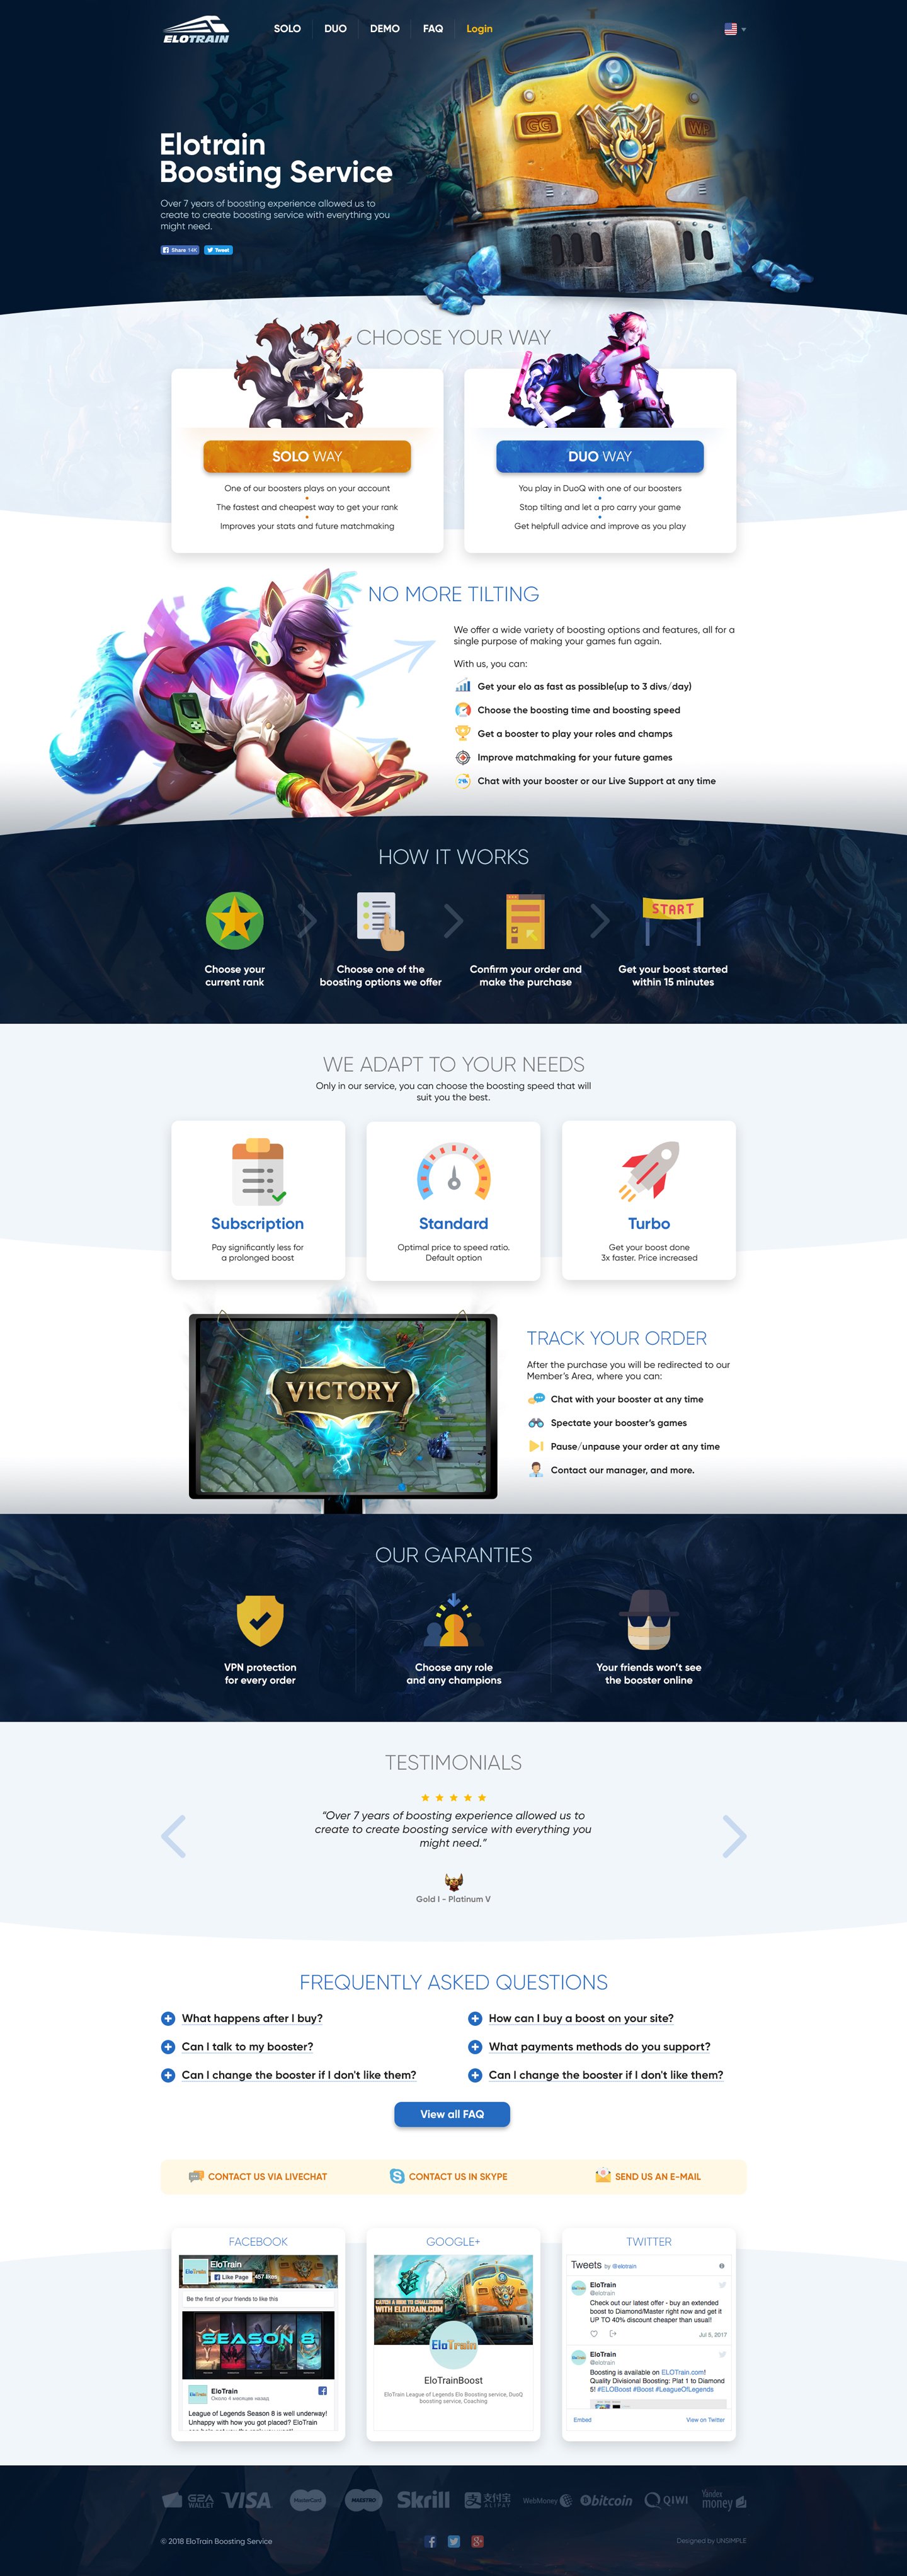 ELOTRAIN
SOLO
DUO
DEMO
FAQ
Login
GG
WP
Elotrain
Boosting Service
Over 7 years of boosting experience allowed us to
create to create boosting service with everything you
might need.
Share 14K
Tweet
CHOOSE YOUR WAY
SOLO WAY
One of our boosters plays on your account
The fastest and cheapest way to get your rank
Improves your stats and future matchmaking
DUO WAY
You play in DuoQ with one of our boosters
Stop tilting and let a pro carry your game
Get helpfull advice and improve as you play
NO MORE TILTING
We offer a wide variety of boosting options and features, all for a
single purpose of making your games fun again.
With us, you can:
Get your elo as fast as possible(up to 3 divs/day)
Choose the boosting time and boosting speed
Get a booster to play your roles and champs
Improve matchmaking for your future games
Chat with your booster or our Live Support at any time
HOW IT WORKS
START
Choose your
current rank
Choose one of the
boosting options we offer
Confirm your order and
make the purchase
Get your boost started
within 15 minutes
WE ADAPT TO YOUR NEEDS
Only in our service, you can choose the boosting speed that will
suit you the best.
Subscription
Pay significantly less for
a prolonged boost
Standard
Optimal price to speed ratio.
Default option
Turbo
Get your boost done
3x faster. Price increased
VICTORY
TRACK YOUR ORDER
After the purchase you will be redirected to our
Member's Area, where you can:
Chat with your booster at any time
Spectate your booster's games
Pause/unpause your order at any time
Contact our manager, and more.
OUR GARANTIES
VPN protection
for every order
Choose any role
and any champions
Your friends won't see
the booster online
TESTIMONIALS
"Over 7 years of boosting experience allowed us to
create to create boosting service with everything you
might need."
Gold I - Platinum V
FREQUENTLY ASKED QUESTIONS
What happens after I buy?
How can I buy a boost on your site?
Can I talk to my booster?
What payments methods do you support?
Can I change the booster if I don't like them?
Can I change the booster if I don't like them?
View all FAQ
CONTACT US VIA LIVECHAT
CONTACT US IN SKYPE
SEND US AN E-MAIL
FACEBOOK
EloTrain
EloTrain
Like Page
457 likes
Be the first of your friends to like this
SEASON 8
EloTrain
Около 4 месяцев назад
League of Legends Season 8 is well underway!
Unhappy with how you got placed? EloTrain
GOOGLE+
CATCH A RIDE TO CHALLENGER
WITH ELOTRAIN.COM
EloTrain
EloTrainBoost
EloTrain League of Legends Elo Boosting service, DuoQ
boosting service, Coaching
TWITTER
Tweets by @elotrain
EloTrain
@elotrain
Check out our latest offer - buy an extended
boost to Diamond/Master right now and get it
UP TO 40% discount cheaper than usual!
Jul 5, 2017
EloTrain
@elotrain
Boosting is available on ELOTrain.com!
Quality Divisional Boosting: Plat 1 to Diamond
5! #ELOBoost #Boost #LeagueOfLegends
Embed
View on Twitter
G2A
WALLET
VISA
MasterCard
MAESTRO
Skrill
支付宝
ALIPAY
WebMoney
bitcoin
QIWI
Yandex
money
© 2018 EloTrain Boosting Service
Designed by UNSIMPLE